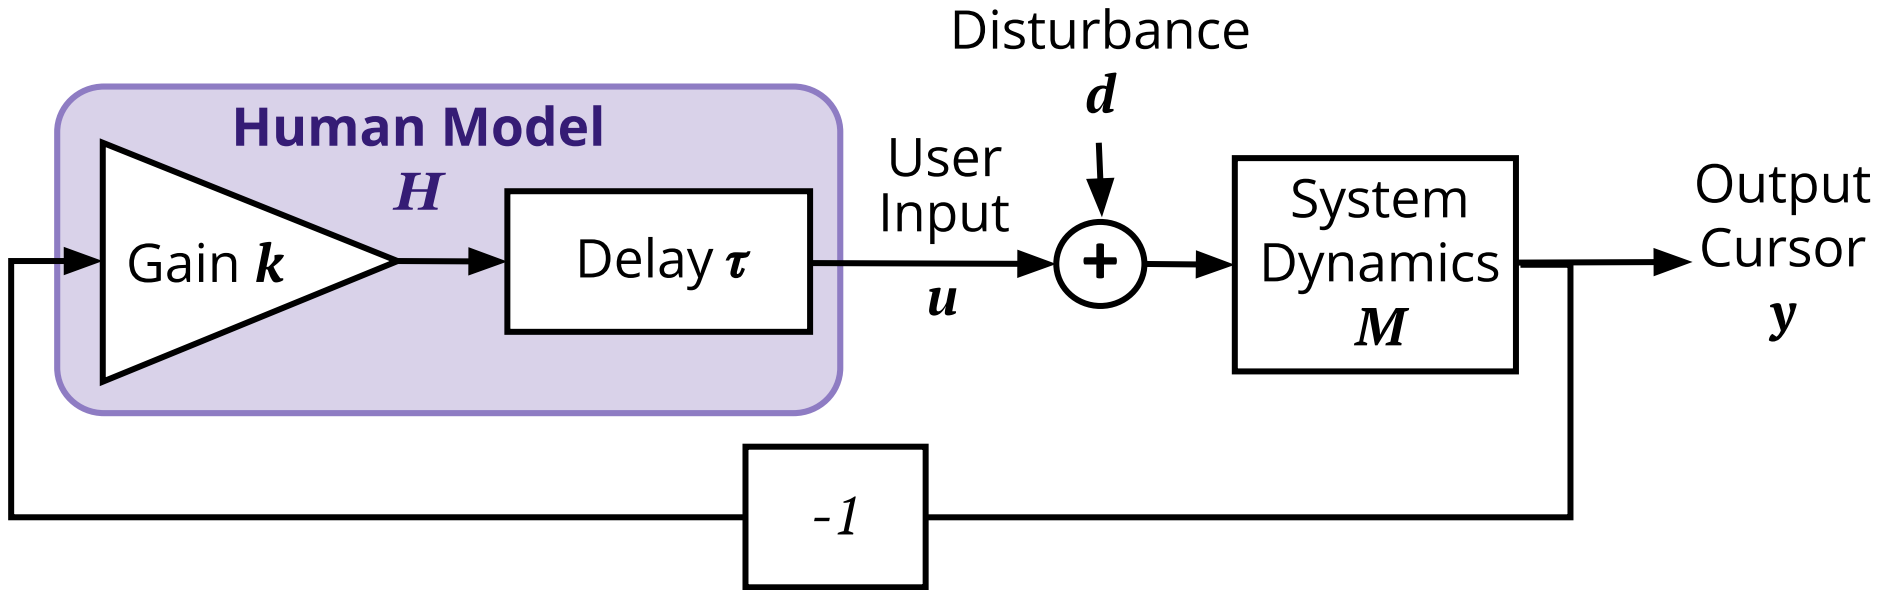 Disturbance
d
Human Model
H
Gain k
Delay τ
User
Input
u
+
System
Dynamics
M
Output
Cursor
y
-1